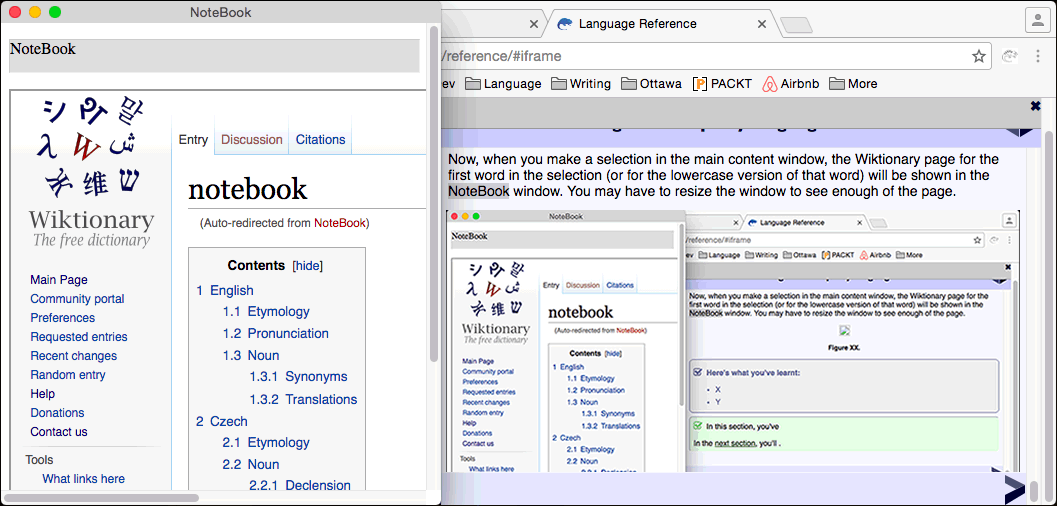 NoteBook
NoteBook
Entry Discussion Citations
Wiktionary
The free dictionary
notebook
(Auto-redirected from NoteBook)
Contents [hide]
1 English
1.1 Etymology
1.2 Pronunciation
1.3 Noun
1.3.1 Synonyms
1.3.2 Translations
2 Czech
2.1 Etymology
2.2 Noun
2.2.1 Declension
Main Page
Community portal
Preferences
Requested entries
Recent changes
Random entry
Help
Donations
Contact us
Tools
What links here
Language Reference
/reference/#iframe
ev Language Writing Ottawa PACKT Airbnb More
Now, when you make a selection in the main content window, the Wiktionary page for the
first word in the selection (or for the lowercase version of that word) will be shown in the
NoteBook window. You may have to resize the window to see enough of the page.
NoteBook
NoteBook
Entry Discussion Citations
Wiktionary
The free dictionary
notebook
(Auto-redirected from NoteBook)
Contents [hide]
1 English
1.1 Etymology
1.2 Pronunciation
1.3 Noun
1.3.1 Synonyms
1.3.2 Translations
2 Czech
2.1 Etymology
2.2 Noun
2.2.1 Declension
Main Page
Community portal
Preferences
Requested entries
Recent changes
Random entry
Help
Donations
Contact us
Tools
What links here
Language Reference
/reference/#iframe
ev Language Writing Ottawa PACKT Airbnb More
Now, when you make a selection in the main content window, the Wiktionary page for the
first word in the selection (or for the lowercase version of that word) will be shown in the
NoteBook window. You may have to resize the window to see enough of the page.
Figure XX.
Here's what you've learnt:
X
Y
In this section, you've
In the next section, you'll .